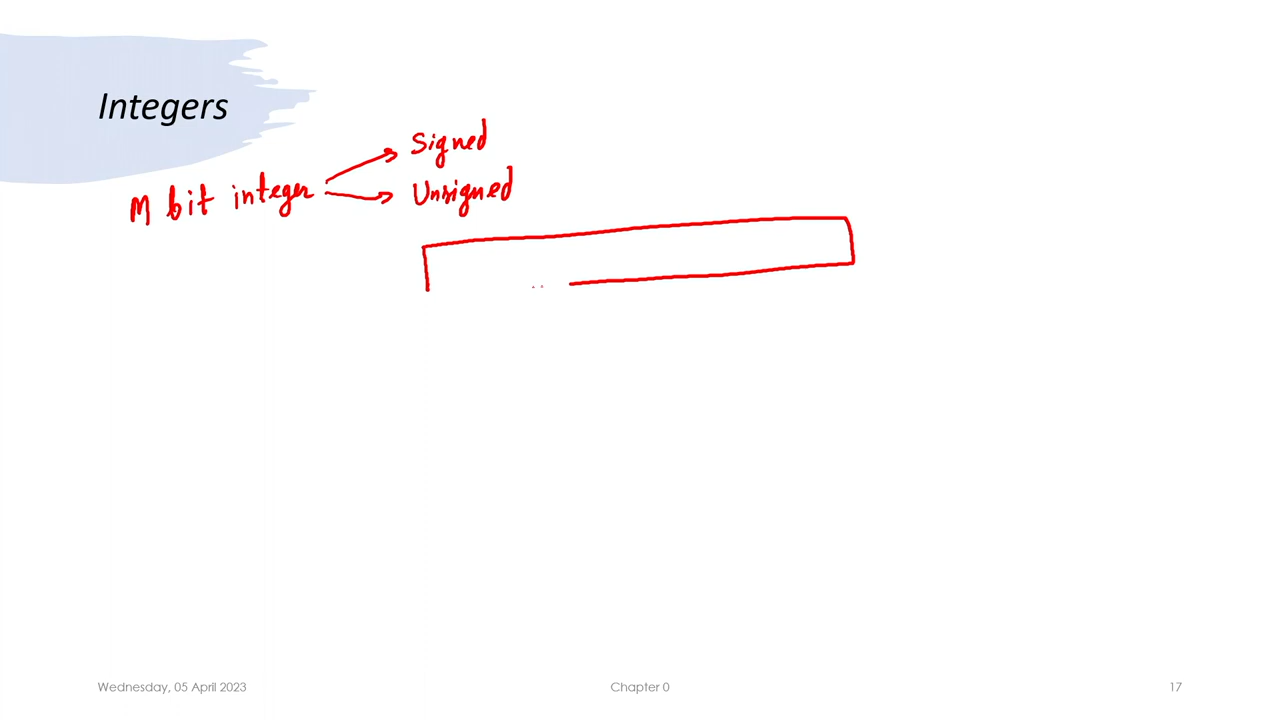 Integers
Signed
M bit integer
Unsigned
Wednesday, 05 April 2023
Chapter 0
17